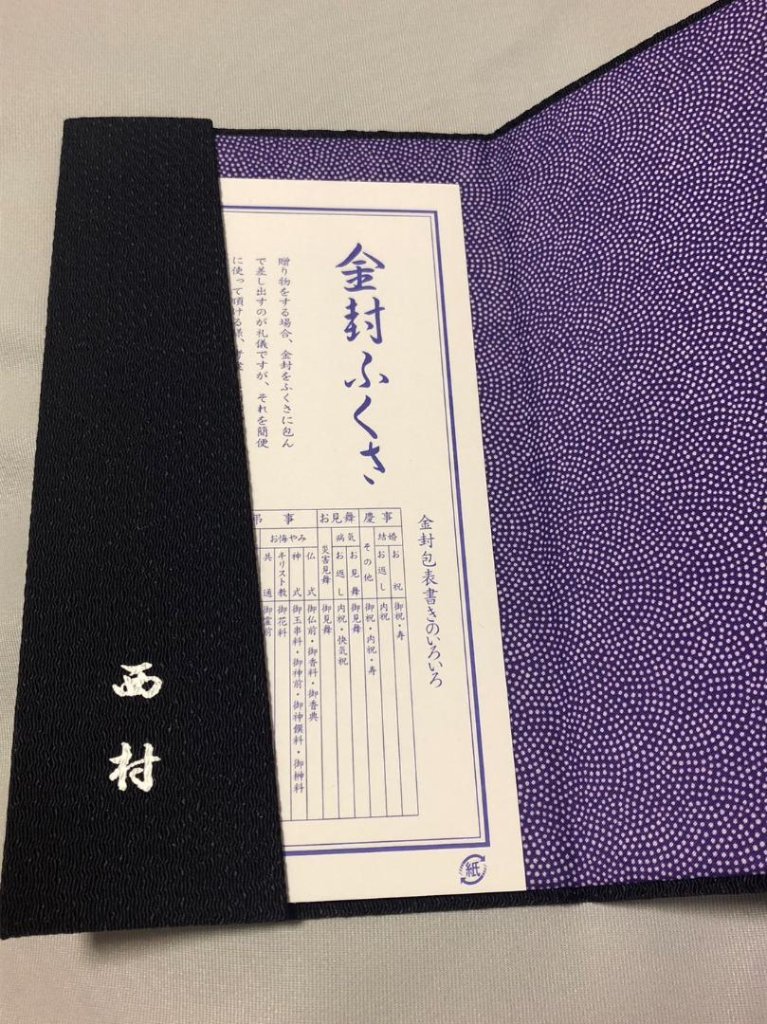 金封ふくさ
贈り物をする場合、金封をふくさに包ん
で差し出すのが礼儀ですが、それを簡便
に使って頂ける様、
金封包表書きのいろいろ
慶事
結婚
お祝
御祝・寿
お返し
内祝
その他
御祝・内祝・寿
お見舞
病気
お見舞
御見舞
お返し
内祝・快気祝
災害見舞
御見舞
弔事
お悔やみ
仏式
御仏前・御香料・御香典
神式
御玉串料・御神前・御神饌料・御榊料
キリスト教
御花料
共通
御霊前
紙
西村